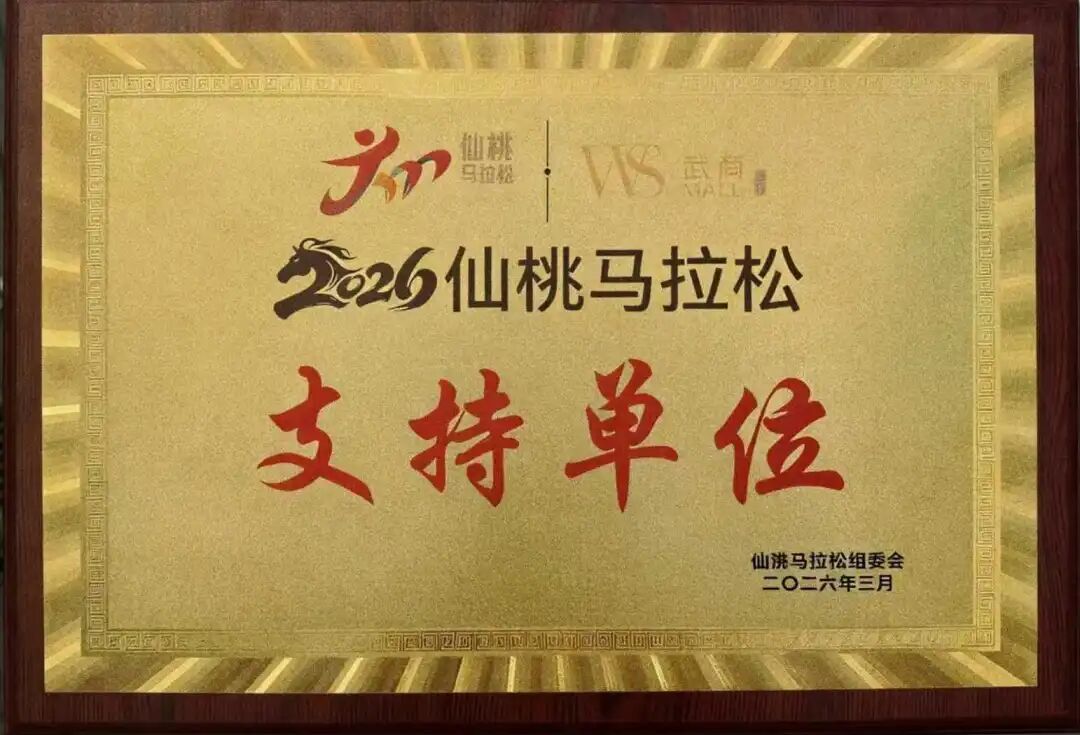 仙桃
马拉松
WS 武商
MALL
2026仙桃马拉松
支持单位
仙洮马拉松组委会
二〇二六年三月